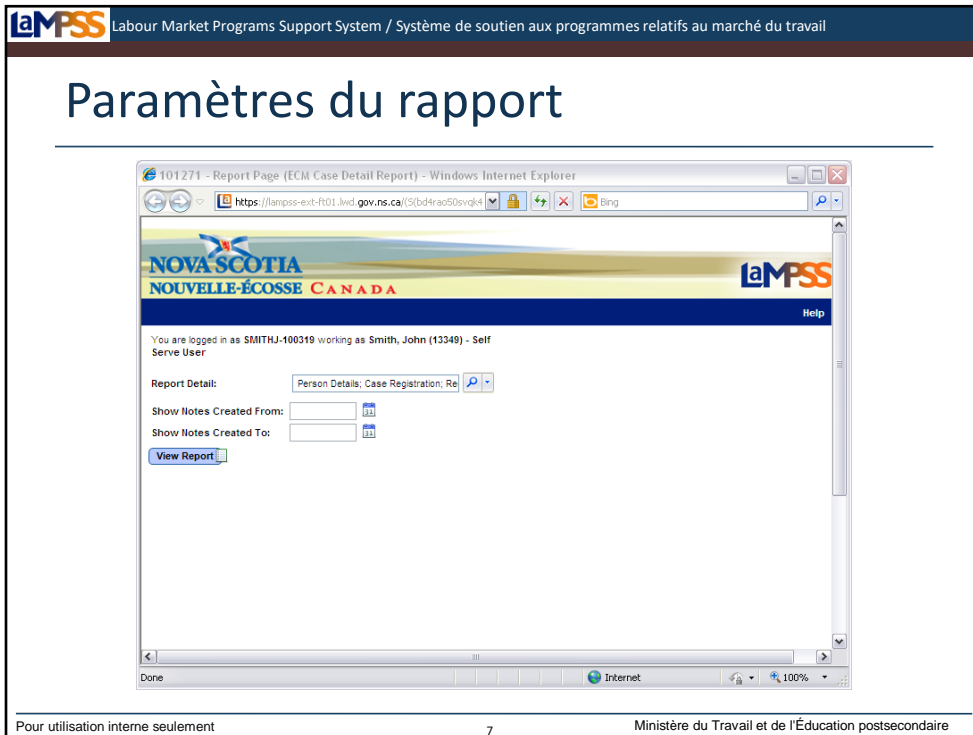 LaMPSS Labour Market Programs Support System / Système de soutien aux programmes relatifs au marché du travail
Paramètres du rapport
101271 - Report Page (ECM Case Detail Report) - Windows Internet Explorer
https://lampss-ext-ft01.lwd.gov.ns.ca/(S(bd4rao50svqk4 Bing
NOVA SCOTIA
NOUVELLE-ÉCOSSE CANADA
LaMPSS
Help
You are logged in as SMITHJ-100319 working as Smith, John (13349) - Self
Serve User
Report Detail: Person Details; Case Registration; Re
Show Notes Created From: 31
Show Notes Created To: 31
View Report
Done Internet 100%
Pour utilisation interne seulement 7 Ministère du Travail et de l'Éducation postsecondaire